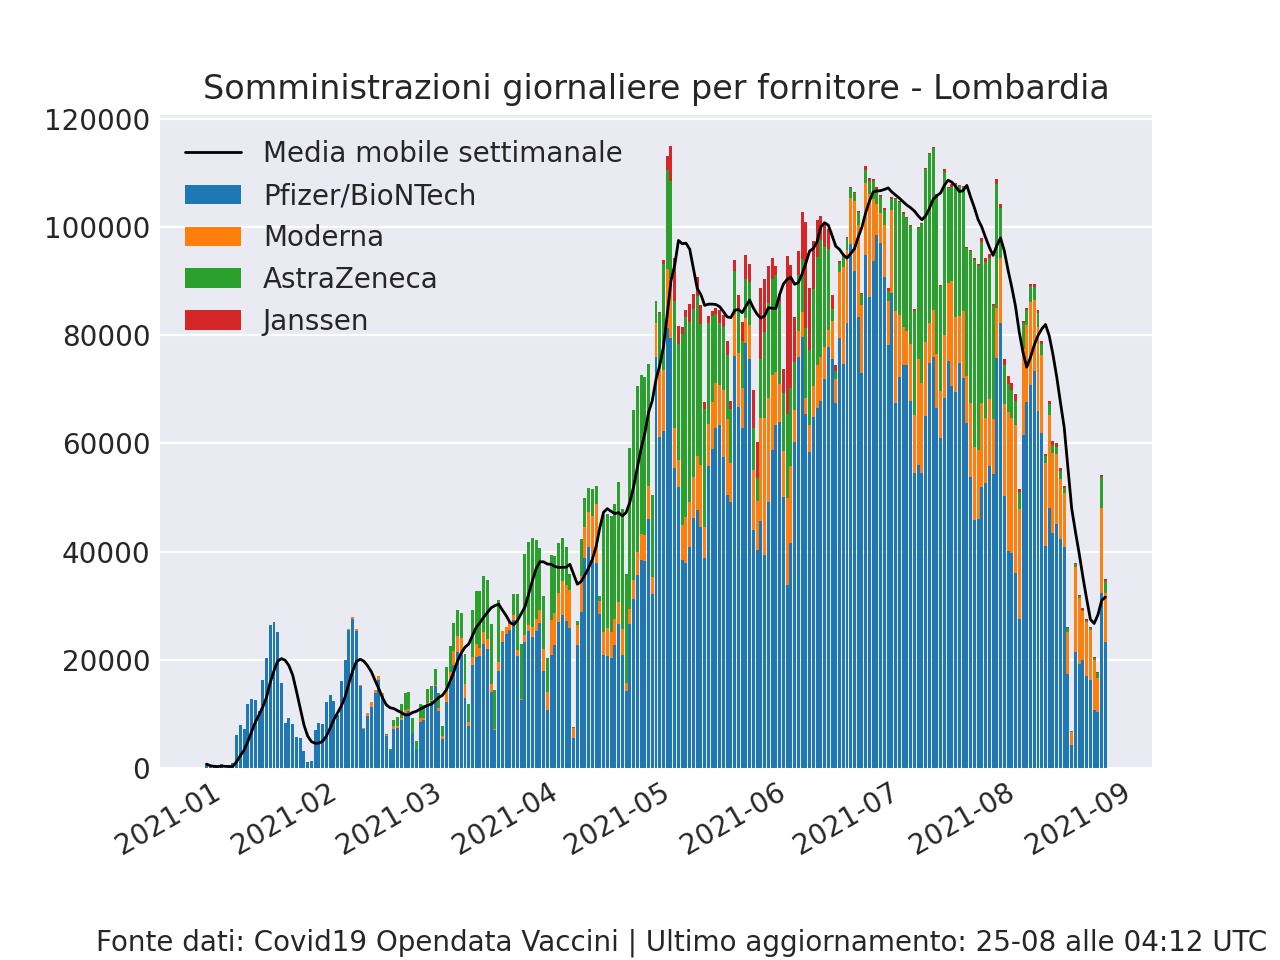 Somministrazioni giornaliere per fornitore - Lombardia
120000
100000
80000
60000
40000
20000
0
Media mobile settimanale
Pfizer/BioNTech
Moderna
AstraZeneca
Janssen
2021-01
2021-02
2021-03
2021-04
2021-05
2021-06
2021-07
2021-08
2021-09
Fonte dati: Covid19 Opendata Vaccini | Ultimo aggiornamento: 25-08 alle 04:12 UTC